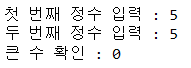 첫 번째 정수 입력 : 5
두 번째 정수 입력 : 5
큰 수 확인 : 0